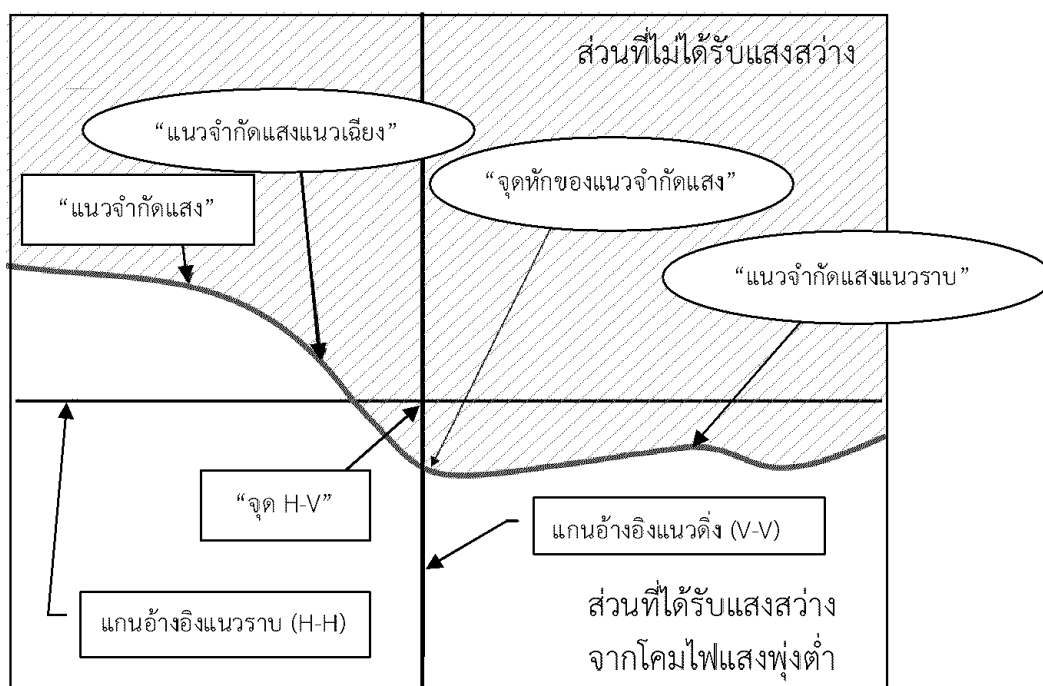 ส่วนที่ไม่ได้รับแสงสว่าง
“แนวจำกัดแสงแนวเฉียง”
“จุดหักของแนวจำกัดแสง”
“แนวจำกัดแสง”
“แนวจำกัดแสงแนวราบ”
“จุด H-V”
แกนอ้างอิงแนวดิ่ง (V-V)
แกนอ้างอิงแนวราบ (H-H)
ส่วนที่ได้รับแสงสว่าง
จากโคมไฟแสงพุ่งต่ำ